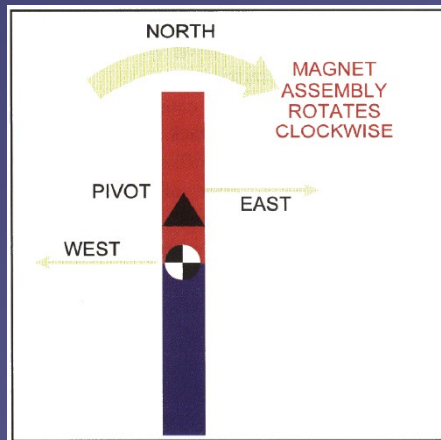 NORTH
MAGNET
ASSEMBLY
ROTATES
CLOCKWISE
PIVOT
EAST
WEST